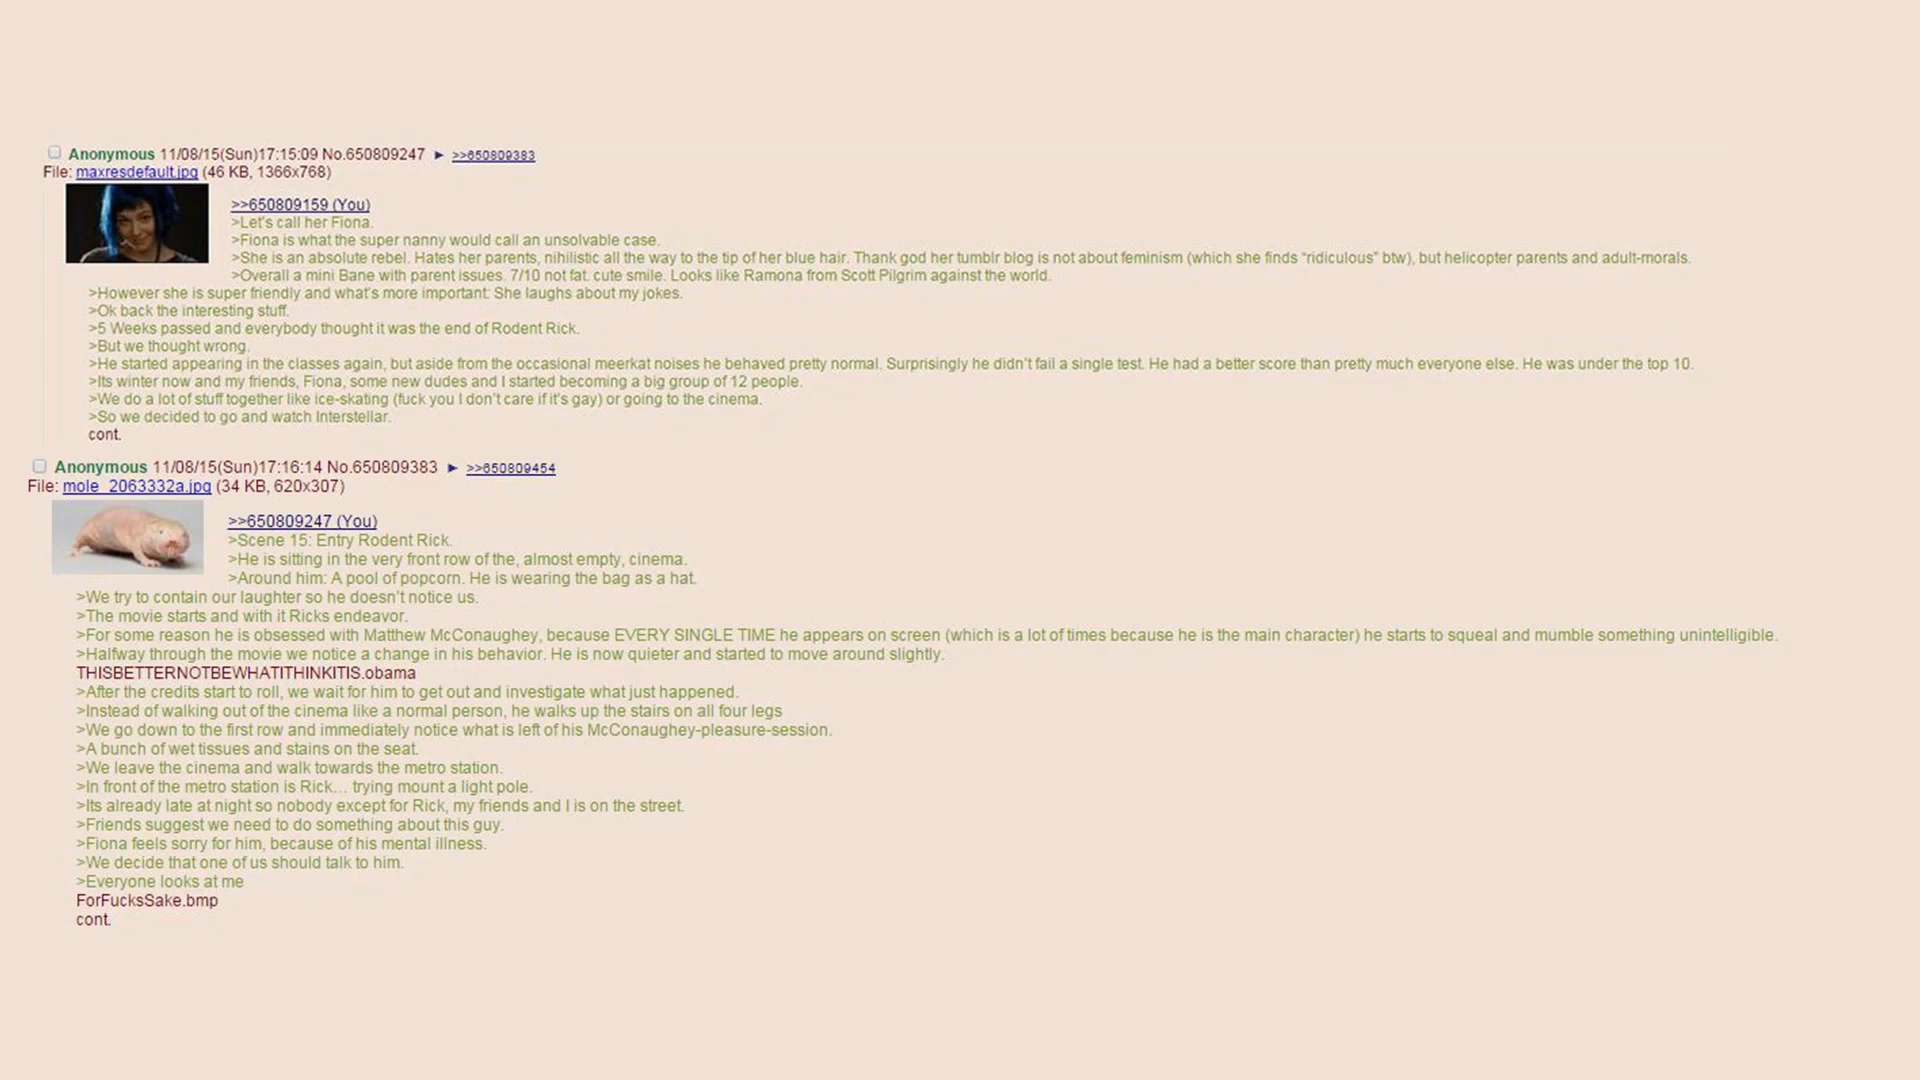 Anonymous 11/08/15(Sun)17:15:09 No.650809247 ► >>650809383
File: maxresdefault.jpg (46 KB, 1366x768)
>>650809159 (You)
>Let's call her Fiona.
>Fiona is what the super nanny would call an unsolvable case.
>She is an absolute rebel. Hates her parents, nihilistic all the way to the tip of her blue hair. Thank god her tumblr blog is not about feminism (which she finds “ridiculous” btw), but helicopter parents and adult-morals.
>Overall a mini Bane with parent issues. 7/10 not fat. cute smile. Looks like Ramona from Scott Pilgrim against the world.
>However she is super friendly and what’s more important: She laughs about my jokes.
>Ok back the interesting stuff.
>5 Weeks passed and everybody thought it was the end of Rodent Rick.
>But we thought wrong.
>He started appearing in the classes again, but aside from the occasional meerkat noises he behaved pretty normal. Surprisingly he didn’t fail a single test. He had a better score than pretty much everyone else. He was under the top 10.
>Its winter now and my friends, Fiona, some new dudes and I started becoming a big group of 12 people.
>We do a lot of stuff together like ice-skating (fuck you I don’t care if it’s gay) or going to the cinema.
>So we decided to go and watch Interstellar.
cont.
Anonymous 11/08/15(Sun)17:16:14 No.650809383 ► >>650809454
File: mole_2063332a.jpg (34 KB, 620x307)
>>650809247 (You)
>Scene 15: Entry Rodent Rick.
>He is sitting in the very front row of the, almost empty, cinema.
>Around him: A pool of popcorn. He is wearing the bag as a hat.
>We try to contain our laughter so he doesn’t notice us.
>The movie starts and with it Ricks endeavor.
>For some reason he is obsessed with Matthew McConaughey, because EVERY SINGLE TIME he appears on screen (which is a lot of times because he is the main character) he starts to squeal and mumble something unintelligible.
>Halfway through the movie we notice a change in his behavior. He is now quieter and started to move around slightly.
THISBETTERNOTBEWHATITHINKITIS.obama
>After the credits start to roll, we wait for him to get out and investigate what just happened.
>Instead of walking out of the cinema like a normal person, he walks up the stairs on all four legs
>We go down to the first row and immediately notice what is left of his McConaughey-pleasure-session.
>A bunch of wet tissues and stains on the seat.
>We leave the cinema and walk towards the metro station.
>In front of the metro station is Rick… trying mount a light pole.
>Its already late at night so nobody except for Rick, my friends and I is on the street.
>Friends suggest we need to do something about this guy.
>Fiona feels sorry for him, because of his mental illness.
>We decide that one of us should talk to him.
>Everyone looks at me
ForFucksSake.bmp
cont.